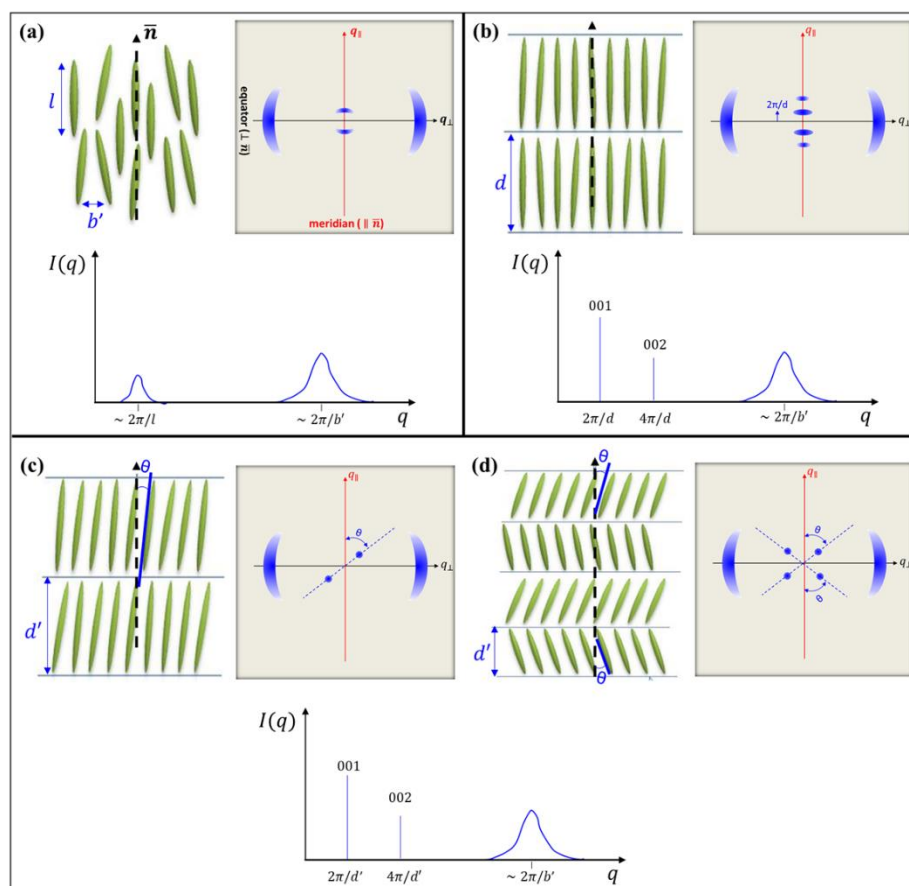 (a)
n̄
l
b'
q∥
q⊥
equator (⊥ n̄)
meridian (∥ n̄)
I(q)
~ 2π/l
~ 2π/b'
q
(b)
d
q∥
2π/d
q⊥
I(q)
001
002
2π/d
4π/d
~ 2π/b'
q
(c)
θ
d'
q∥
θ
q⊥
(d)
θ
d'
θ
q∥
θ
q⊥
θ
I(q)
001
002
2π/d'
4π/d'
~ 2π/b'
q